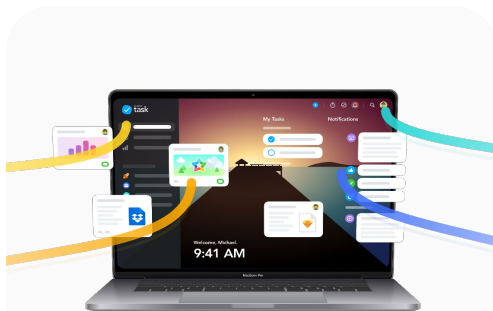 task
My Tasks
Notifications
Welcome, Michael.
9:41 AM
MacBook Pro